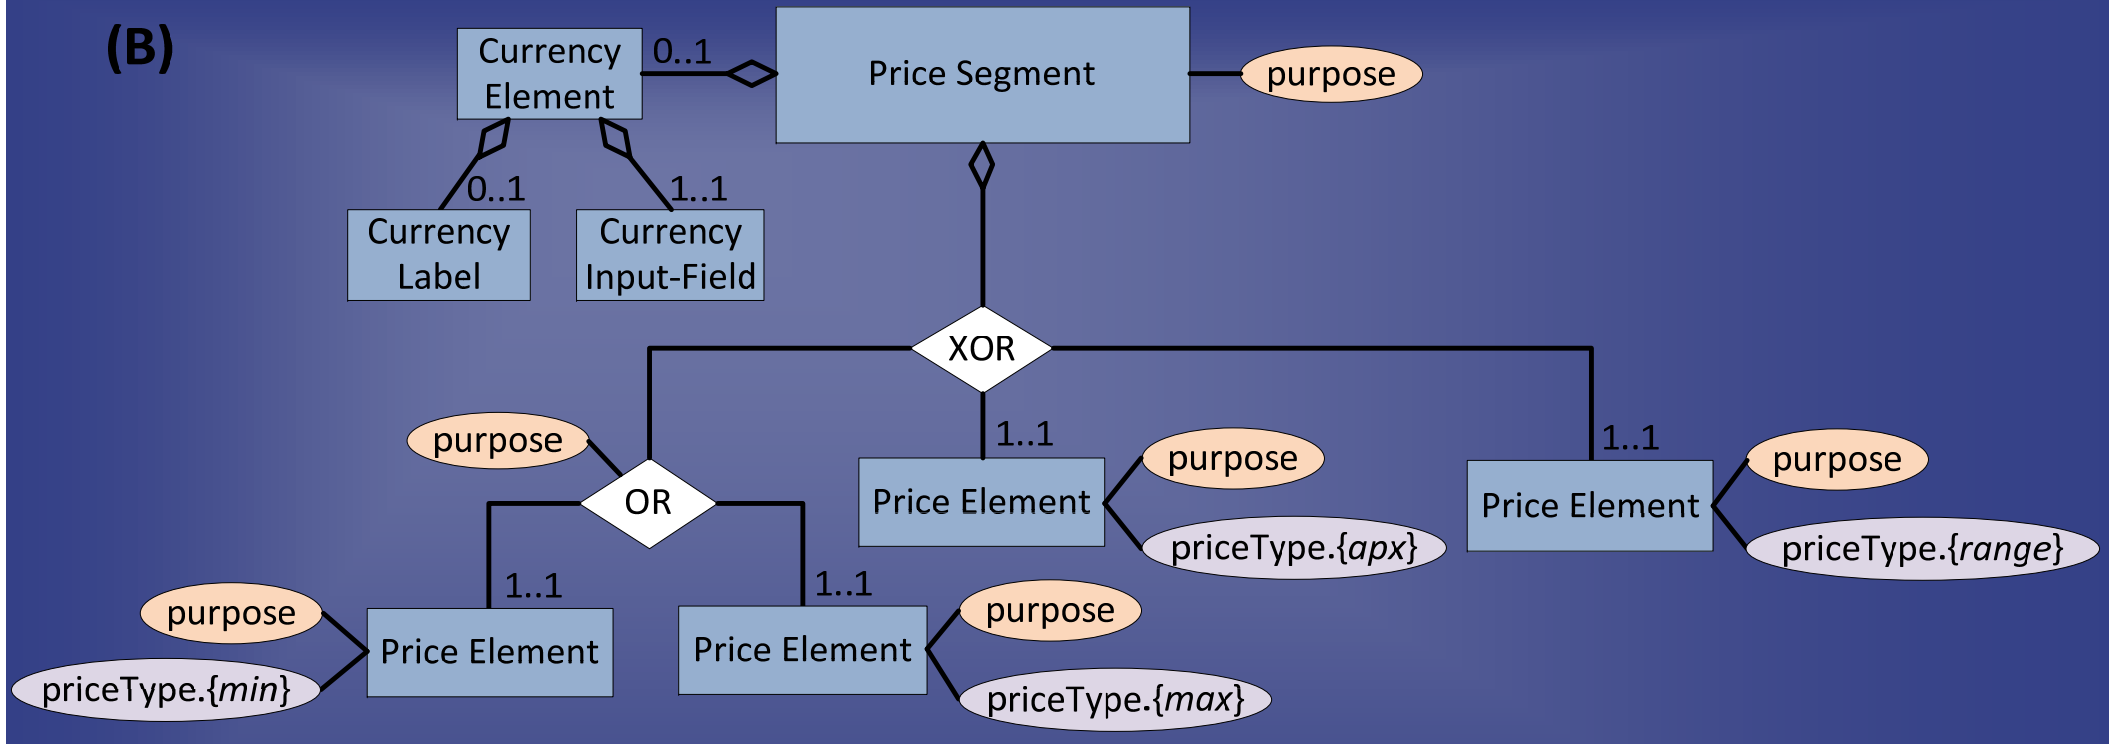 (B)
Currency
Element
0..1
Price Segment
purpose
0..1
1..1
Currency
Label
Currency
Input-Field
XOR
purpose
1..1
purpose
1..1
purpose
OR
Price Element
Price Element
priceType.{apx}
priceType.{range}
purpose
1..1
1..1
purpose
Price Element
Price Element
priceType.{min}
priceType.{max}